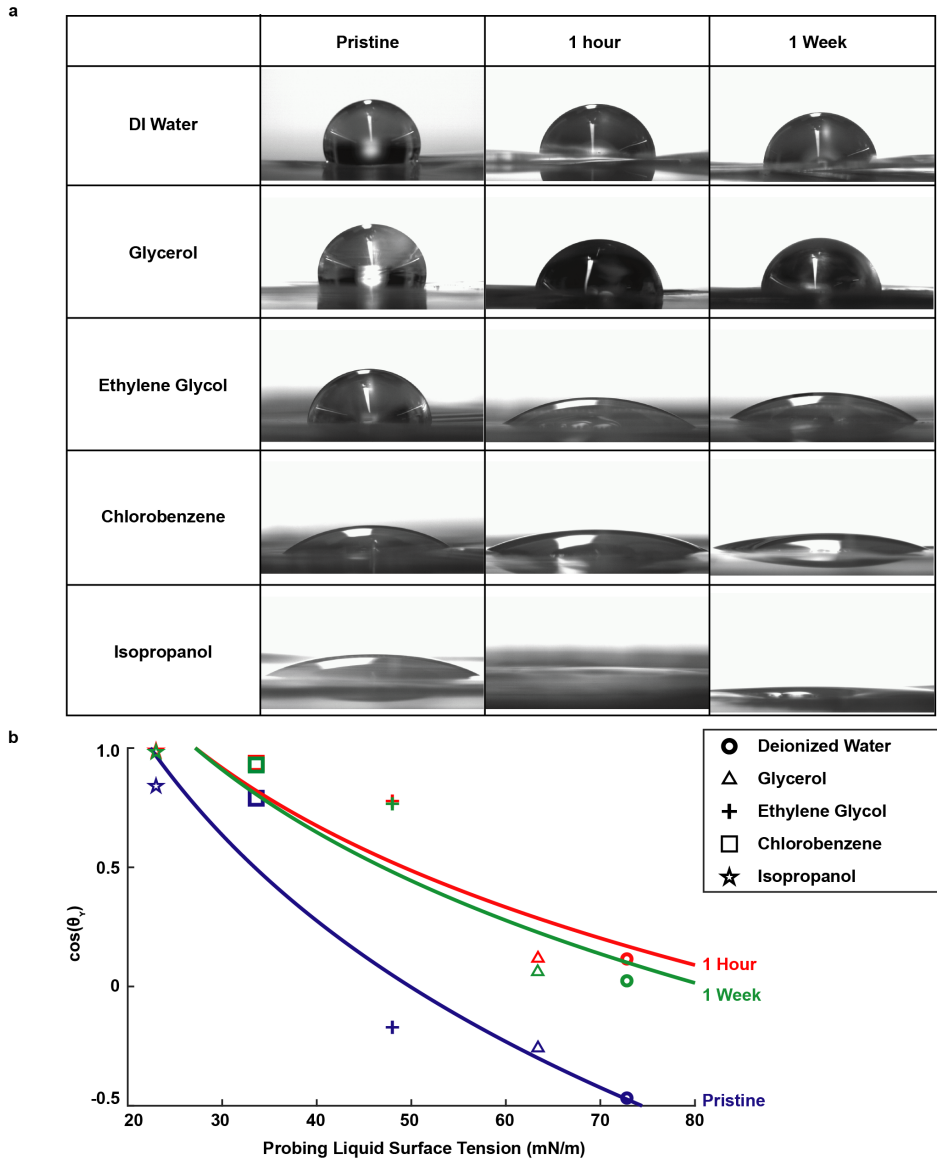 a
Pristine 1 hour 1 Week
DI Water
Glycerol
Ethylene Glycol
Chlorobenzene
Isopropanol
b
Deionized Water
Glycerol
Ethylene Glycol
Chlorobenzene
Isopropanol
1.0
0.5
0
-0.5
cos(θᵧ)
1 Hour
1 Week
Pristine
20 30 40 50 60 70 80
Probing Liquid Surface Tension (mN/m)